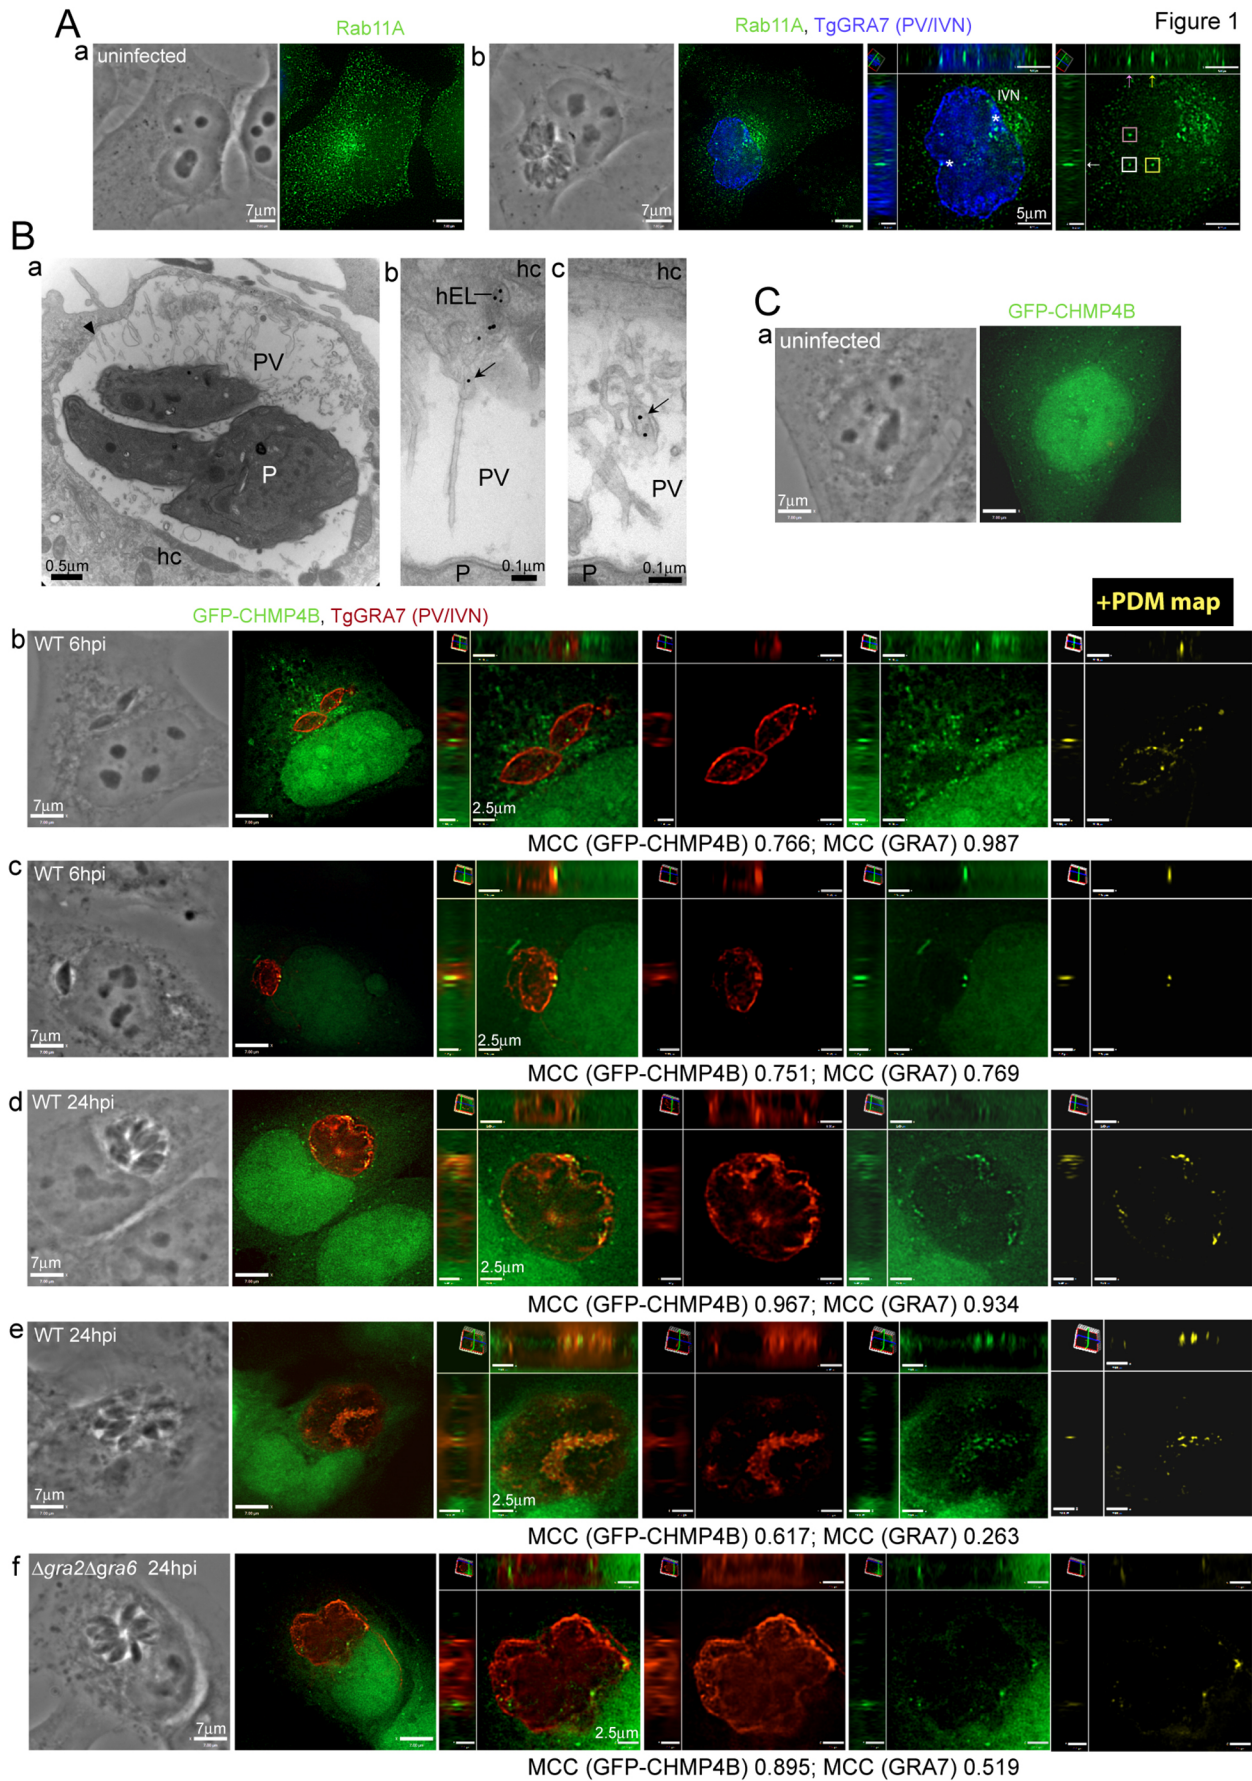 Figure 1
A
Rab11A
Rab11A, TgGRA7 (PV/IVN)
a
uninfected
7μm
b
7μm
IVN
*
*
5μm
B
a
PV
P
hc
0.5μm
b
hc
hEL
PV
P
0.1μm
c
hc
PV
P
0.1μm
C
GFP-CHMP4B
a
uninfected
7μm
+PDM map
GFP-CHMP4B, TgGRA7 (PV/IVN)
b
WT 6hpi
7μm
2.5μm
MCC (GFP-CHMP4B) 0.766; MCC (GRA7) 0.987
c
WT 6hpi
7μm
2.5μm
MCC (GFP-CHMP4B) 0.751; MCC (GRA7) 0.769
d
WT 24hpi
7μm
2.5μm
MCC (GFP-CHMP4B) 0.967; MCC (GRA7) 0.934
e
WT 24hpi
7μm
2.5μm
MCC (GFP-CHMP4B) 0.617; MCC (GRA7) 0.263
f
Δgra2Δgra6 24hpi
7μm
2.5μm
MCC (GFP-CHMP4B) 0.895; MCC (GRA7) 0.519